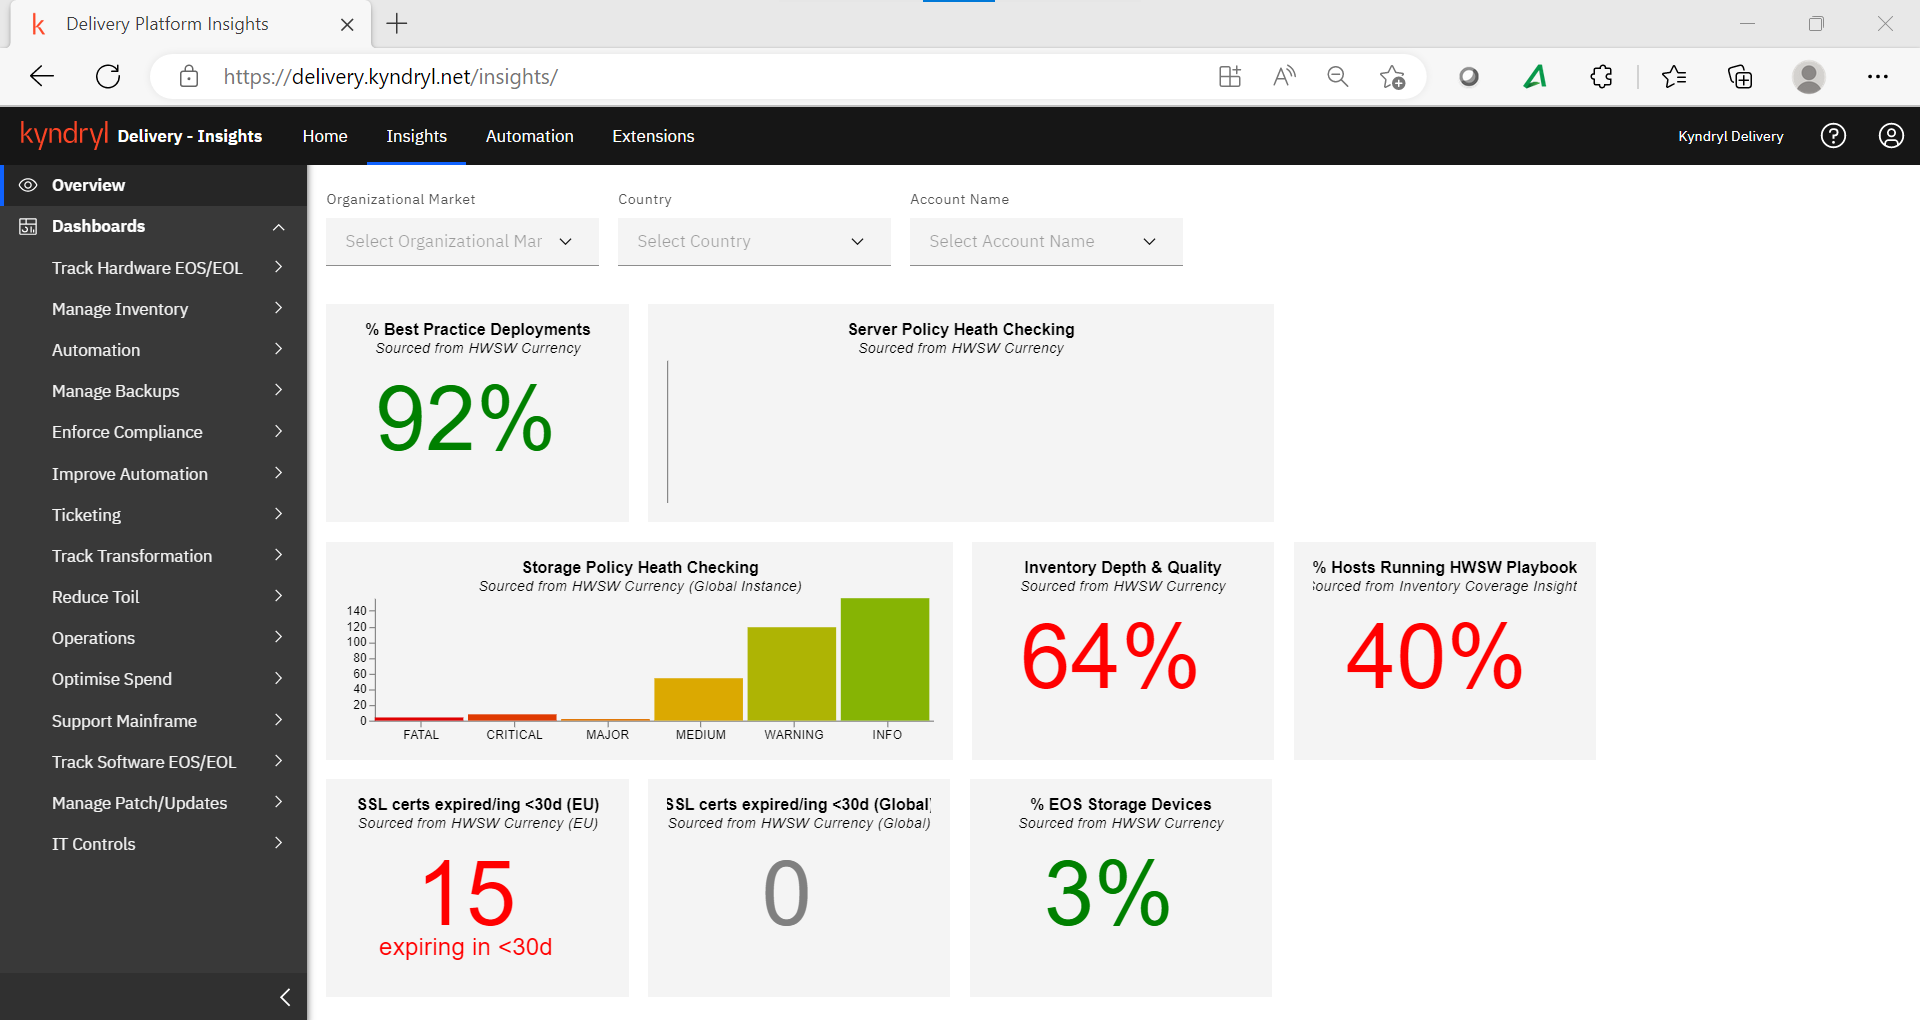 k Delivery Platform Insights
https://delivery.kyndryl.net/insights/
kyndryl Delivery - Insights Home Insights Automation Extensions Kyndryl Delivery
Overview
Dashboards
Track Hardware EOS/EOL
Manage Inventory
Automation
Manage Backups
Enforce Compliance
Improve Automation
Ticketing
Track Transformation
Reduce Toil
Operations
Optimise Spend
Support Mainframe
Track Software EOS/EOL
Manage Patch/Updates
IT Controls
Organizational Market Country Account Name
Select Organizational Mar Select Country Select Account Name
% Best Practice Deployments
Sourced from HWSW Currency
92%
Server Policy Heath Checking
Sourced from HWSW Currency
Storage Policy Heath Checking
Sourced from HWSW Currency (Global Instance)
140
120
100
80
60
40
20
0
FATAL CRITICAL MAJOR MEDIUM WARNING INFO
Inventory Depth & Quality
Sourced from HWSW Currency
64%
% Hosts Running HWSW Playbook
Sourced from Inventory Coverage Insight
40%
SSL certs expired/ing <30d (EU)
Sourced from HWSW Currency (EU)
15
expiring in <30d
SSL certs expired/ing <30d (Global)
Sourced from HWSW Currency (Global)
0
% EOS Storage Devices
Sourced from HWSW Currency
3%